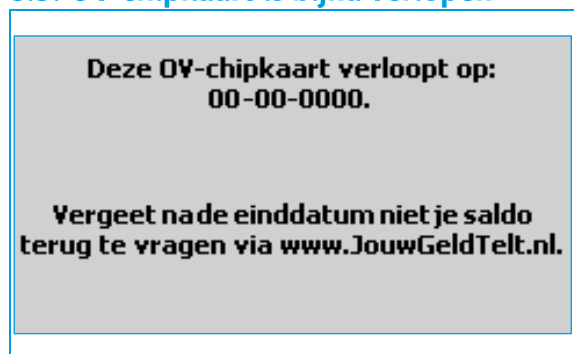 Deze OV-chipkaart verloopt op:
00-00-0000.
Vergeet na de einddatum niet je saldo
terug te vragen via www.JouwGeldTelt.nl.